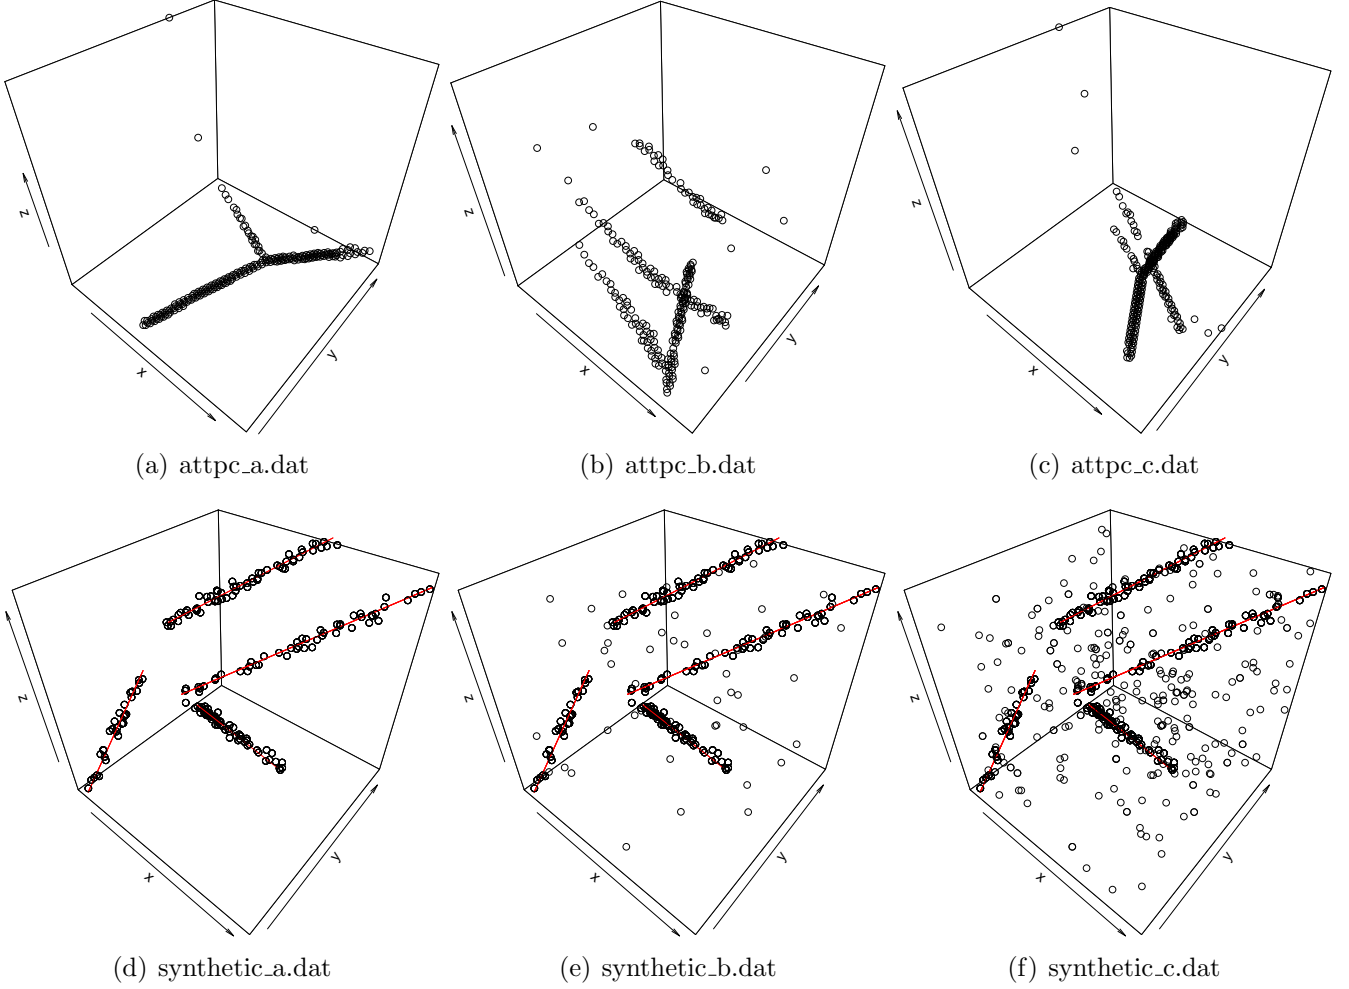 z
x
y
z
x
y
z
x
y
(a) attpc_a.dat
(b) attpc_b.dat
(c) attpc_c.dat
z
x
y
z
x
y
z
x
y
(d) synthetic_a.dat
(e) synthetic_b.dat
(f) synthetic_c.dat